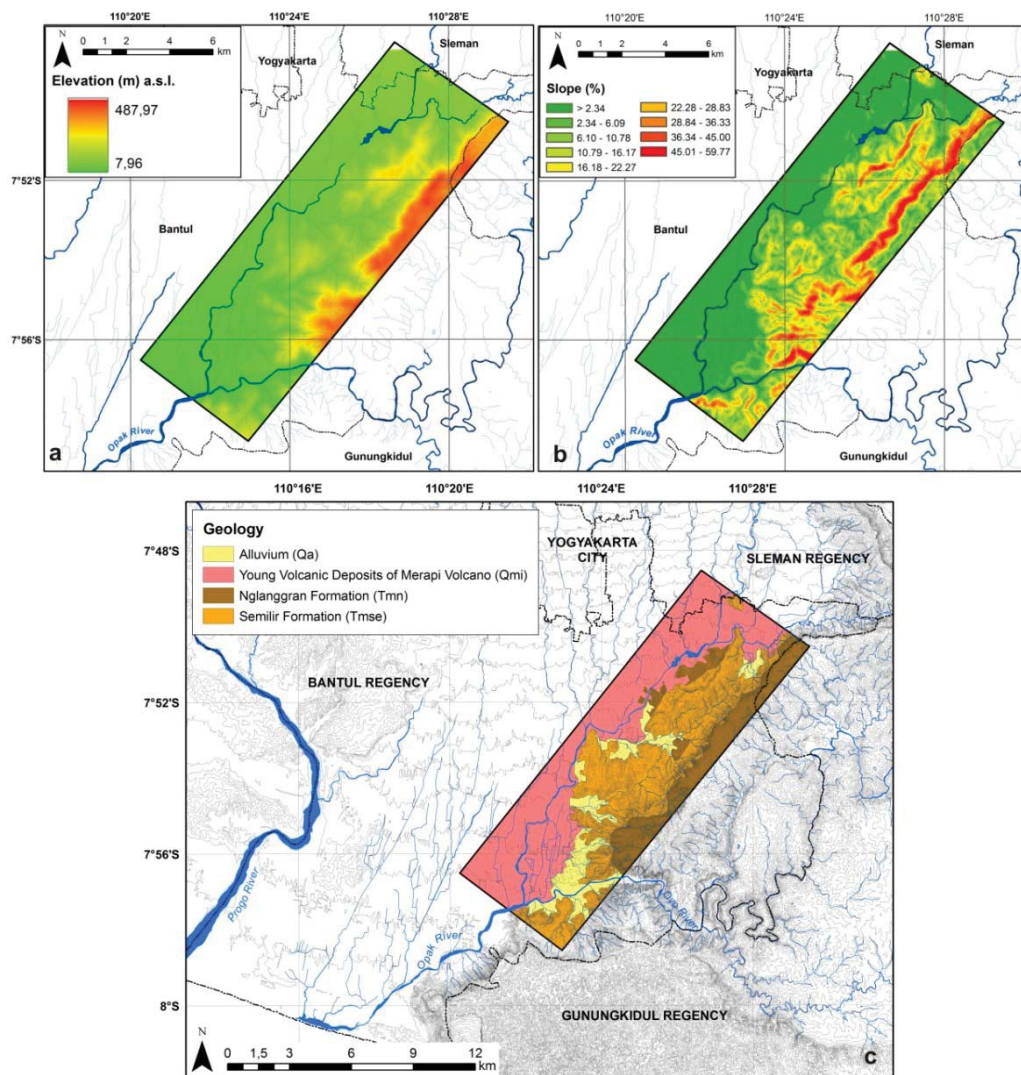 110°20'E 110°24'E 110°28'E
N
0 1 2 4 6
km
Elevation (m) a.s.l.
487,97
7,96
Yogyakarta
Sleman
7°52'S
Bantul
7°56'S
Opak River
a
Gunungkidul
110°20'E 110°24'E 110°28'E
N
0 1 2 4 6
km
Slope (%)
> 2.34
2.34 - 6.09
6.10 - 10.78
10.79 - 16.17
16.18 - 22.27
22.28 - 28.83
28.84 - 36.33
36.34 - 45.00
45.01 - 59.77
Yogyakarta
Sleman
Bantul
Opak River
b
Gunungkidul
110°16'E 110°20'E 110°24'E 110°28'E
Geology
Alluvium (Qa)
Young Volcanic Deposits of Merapi Volcano (Qmi)
Nglanggran Formation (Tmn)
Semilir Formation (Tmse)
7°48'S
YOGYAKARTA
CITY
SLEMAN REGENCY
BANTUL REGENCY
7°52'S
7°56'S
Progo River
Opak River
Oyo River
8°S
GUNUNGKIDUL REGENCY
N
0 1,5 3 6 9 12
km
c